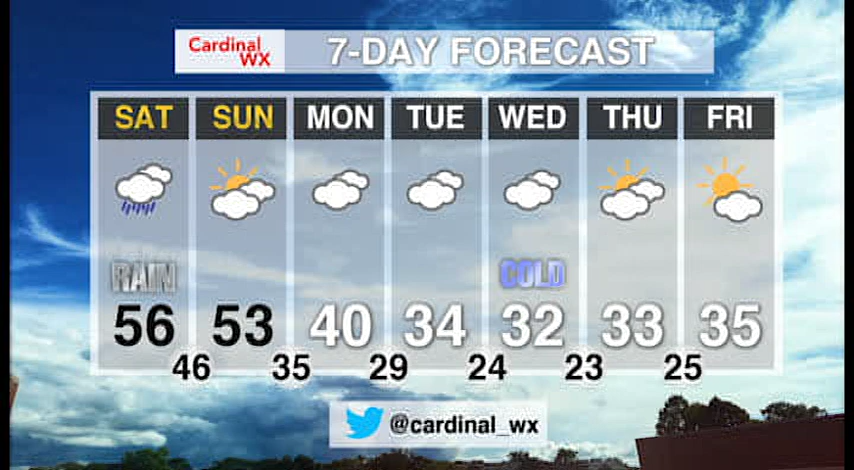 Cardinal
WX
7-DAY FORECAST
SAT SUN MON TUE WED THU FRI
RAIN COLD
56 53 40 34 32 33 35
46 35 29 24 23 25
@cardinal_wx